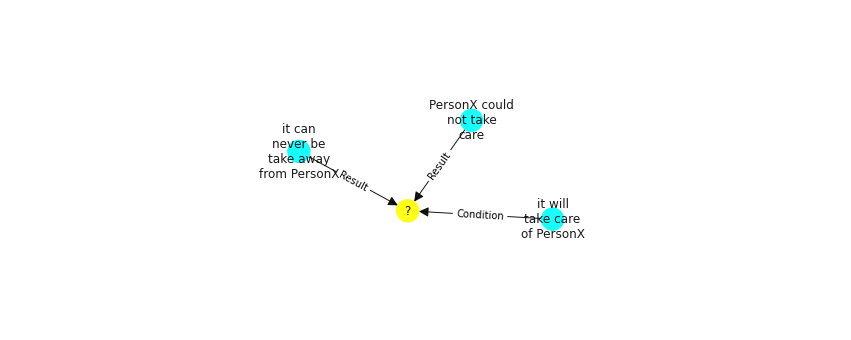 PersonX could
not take
care
it can
never be
take away
from PersonX
Result
Result
it will
take care
of PersonX
Condition
?